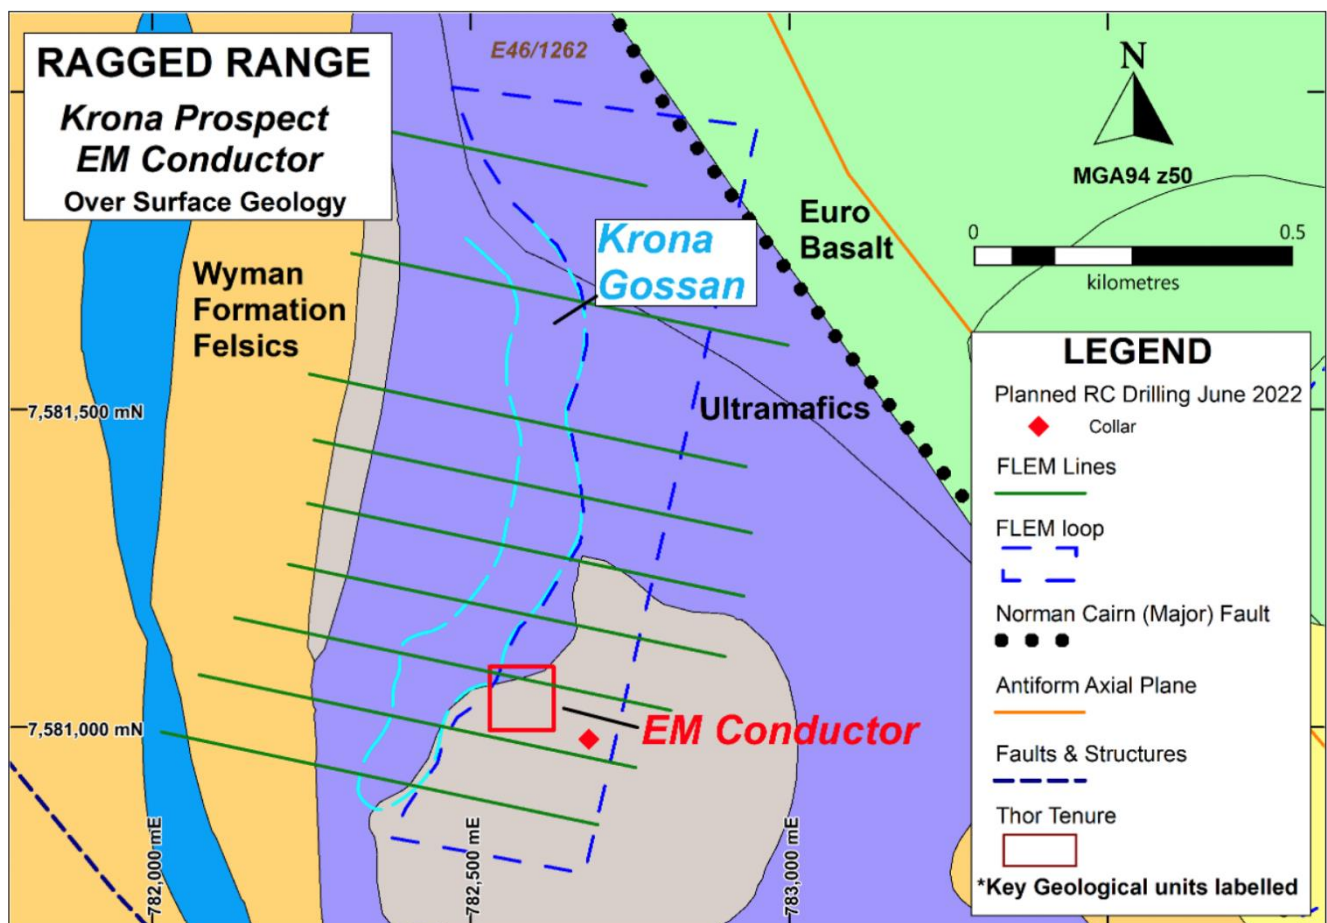 RAGGED RANGE
Krona Prospect
EM Conductor
Over Surface Geology
E46/1262
N
MGA94 z50
0 0.5
kilometres
Euro
Basalt
Krona
Gossan
Wyman
Formation
Felsics
Ultramafics
7,581,500 mN
7,581,000 mN
EM Conductor
782,000 mE
782,500 mE
783,000 mE
LEGEND
Planned RC Drilling June 2022
Collar
FLEM Lines
FLEM loop
Norman Cairn (Major) Fault
Antiform Axial Plane
Faults & Structures
Thor Tenure
*Key Geological units labelled